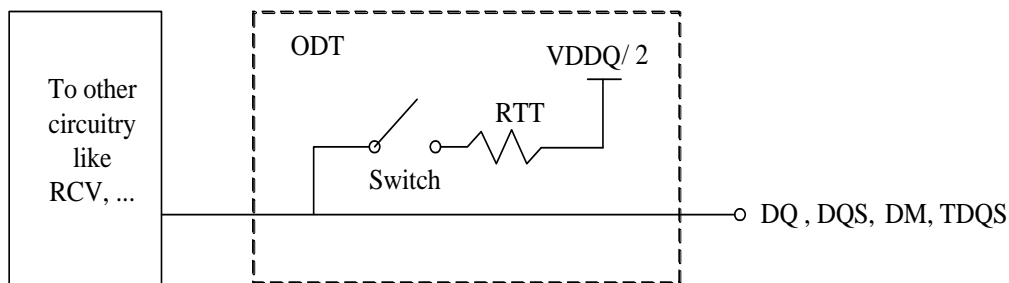 ODT
VDDQ/ 2
To other
circuitry
like
RCV, ...
RTT
Switch
DQ , DQS, DM, TDQS